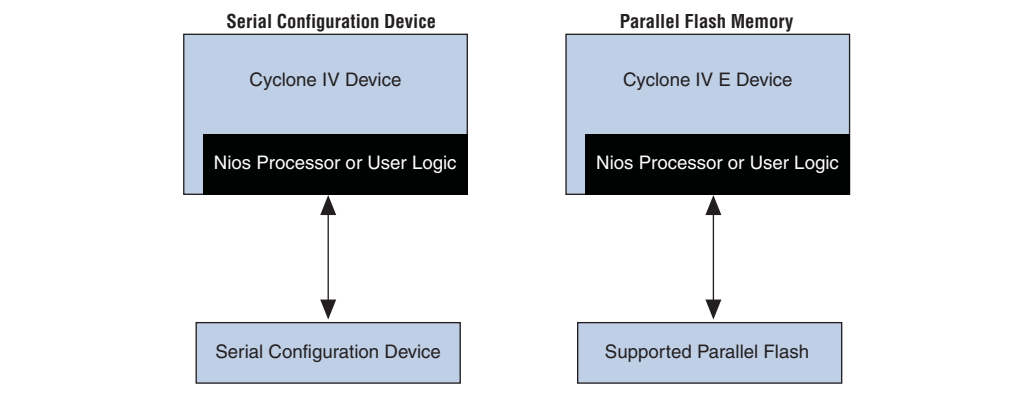 Serial Configuration Device
Parallel Flash Memory
Cyclone IV Device
Cyclone IV E Device
Nios Processor or User Logic
Nios Processor or User Logic
Serial Configuration Device
Supported Parallel Flash